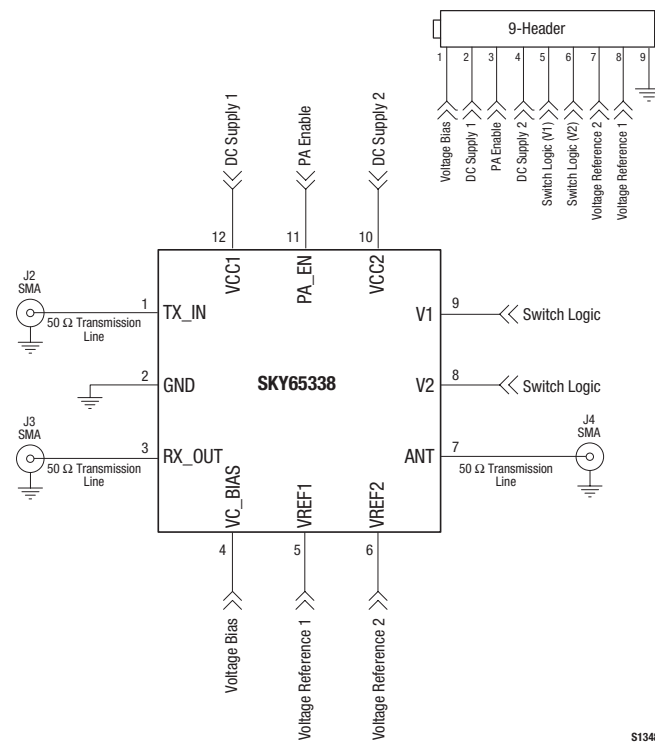 9-Header
1 2 3 4 5 6 7 8 9
Voltage Bias
DC Supply 1
PA Enable
DC Supply 2
Switch Logic (V1)
Switch Logic (V2)
Voltage Reference 2
Voltage Reference 1
DC Supply 1
PA Enable
DC Supply 2
12 11 10
VCC1
PA_EN
VCC2
J2
SMA
50 Ω Transmission
Line
1 TX_IN
V1 9 Switch Logic
2 GND
SKY65338
V2 8 Switch Logic
J3
SMA
50 Ω Transmission
Line
3 RX_OUT
ANT 7
50 Ω Transmission
Line
J4
SMA
VC_BIAS
VREF1
VREF2
4 5 6
Voltage Bias
Voltage Reference 1
Voltage Reference 2
S1348